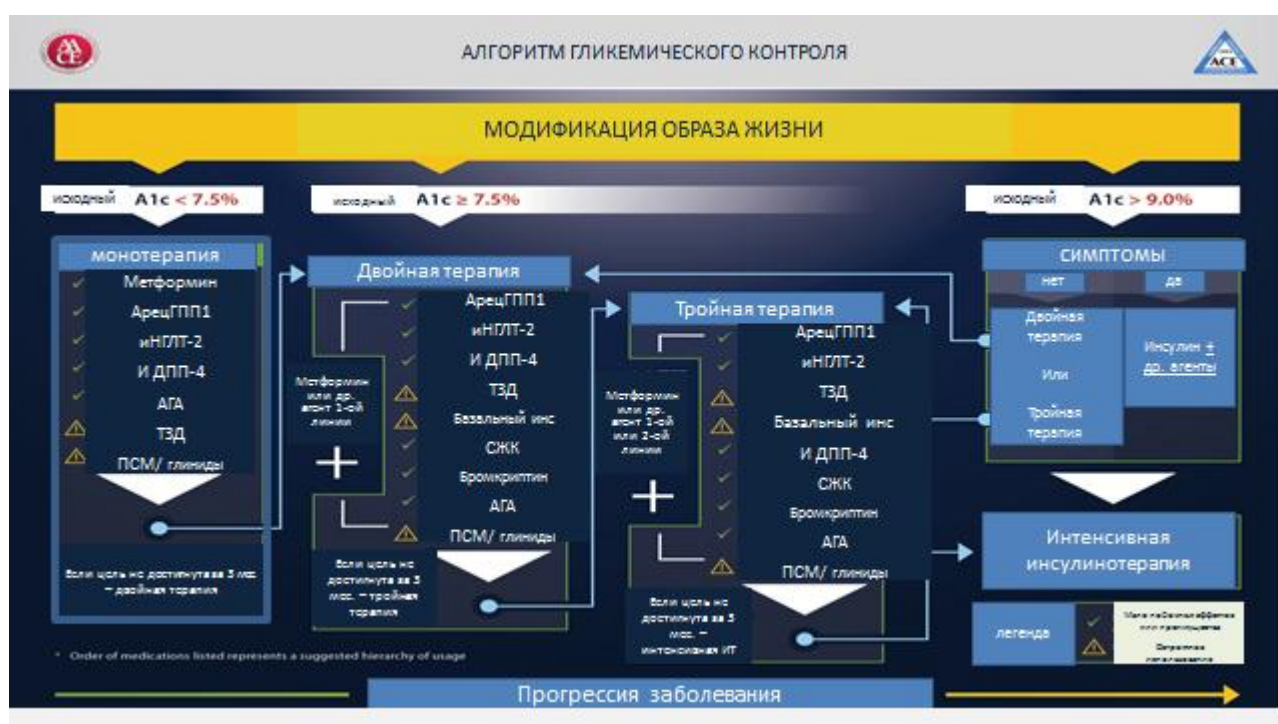 АЛГОРИТМ ГЛИКЕМИЧЕСКОГО КОНТРОЛЯ
ACE
МОДИФИКАЦИЯ ОБРАЗА ЖИЗНИ
исходный A1c < 7.5%
исходный A1c ≥ 7.5%
исходный A1c > 9.0%
монотерапия
Метформин
АрецГПП1
иНГЛТ-2
И ДПП-4
АГА
ТЗД
ПСМ/ глиниды
Если цель не достигнута за 3 мес.
– двойная терапия
Двойная терапия
Метформин
или др.
агент 1-ой
линии
+
АрецГПП1
иНГЛТ-2
И ДПП-4
ТЗД
Базальный инс
СЖК
Бромкриптин
АГА
ПСМ/ глиниды
Если цель не
достигнута за 3
мес. – тройная
терапия
Тройная терапия
Метформин
или др.
агент 1-ой
или 2-ой
линии
+
АрецГПП1
иНГЛТ-2
ТЗД
Базальный инс
И ДПП-4
СЖК
Бромкриптин
АГА
ПСМ/ глиниды
Если цель не
достигнута за 3
мес. –
интенсивная ИТ
СИМПТОМЫ
нет
да
Двойная
терапия
Или
Тройная
терапия
Инсулин ±
др. агенты
Интенсивная
инсулинотерапия
легенда
* Order of medications listed represents a suggested hierarchy of usage
Прогрессия заболевания